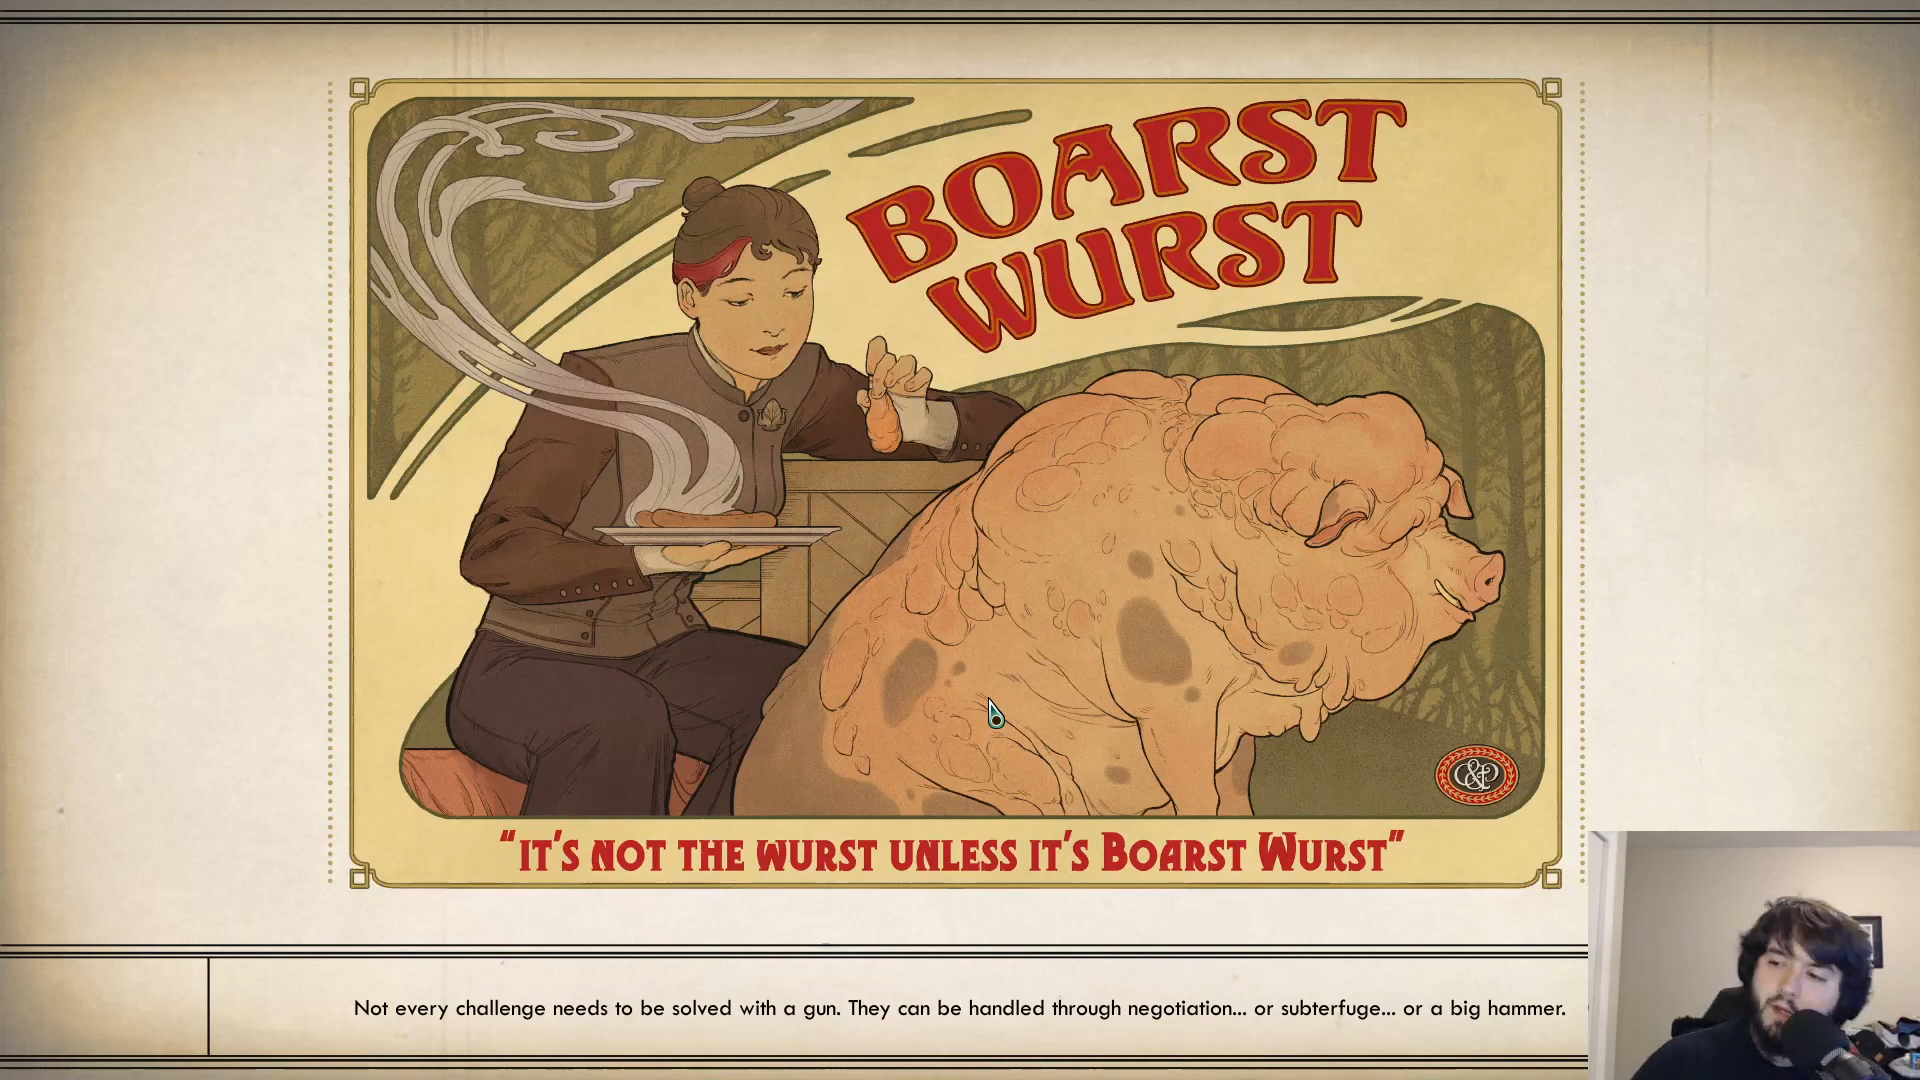 BOARST
WURST
C&P
"IT'S NOT THE WURST UNLESS IT'S BOARST WURST"
Not every challenge needs to be solved with a gun. They can be handled through negotiation... or subterfuge... or a big hammer.